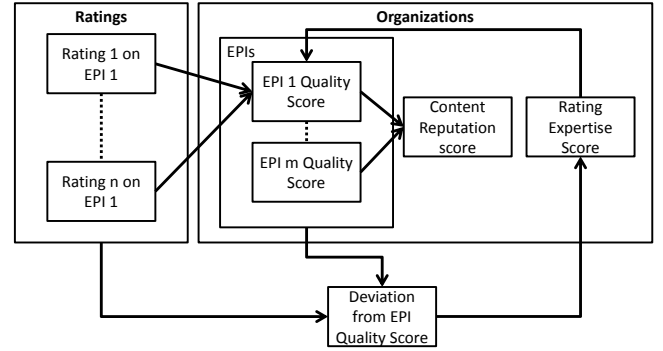 Ratings
Rating 1 on
EPI 1
Rating n on
EPI 1
Organizations
EPIs
EPI 1 Quality
Score
EPI m Quality
Score
Content
Reputation
score
Rating
Expertise
Score
Deviation
from EPI
Quality Score